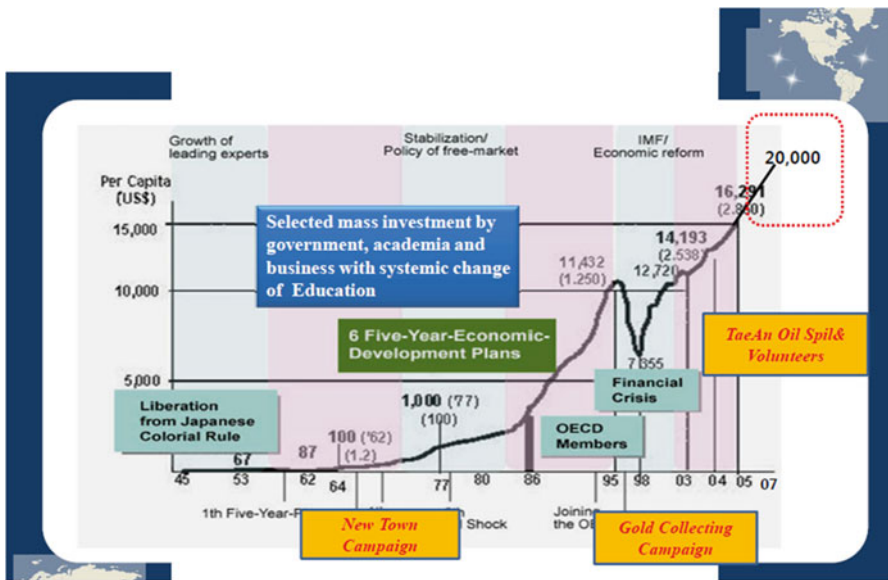 Growth of
leading experts
Stabilization/
Policy of free-market
IMF/
Economic reform
20,000
Per Capita
(US$)
16,291
(2.830)
15,000
Selected mass investment by
government, academia and
business with systemic change
of Education
14,193
(2.538)
11,432
(1.250)
12,720
10,000
6 Five-Year-Economic-
Development Plans
TaeAn Oil Spil&
Volunteers
7,355
5,000
Financial
Crisis
Liberation
from Japanese
Colorial Rule
1,000 ('77)
(100)
OECD
Members
100 ('62)
(1.2)
87
67
45 53 62 64 77 80 86 95 98 03 04 05 07
1th Five-Year-P
l Shock
Joining
the OE
New Town
Campaign
Gold Collecting
Campaign